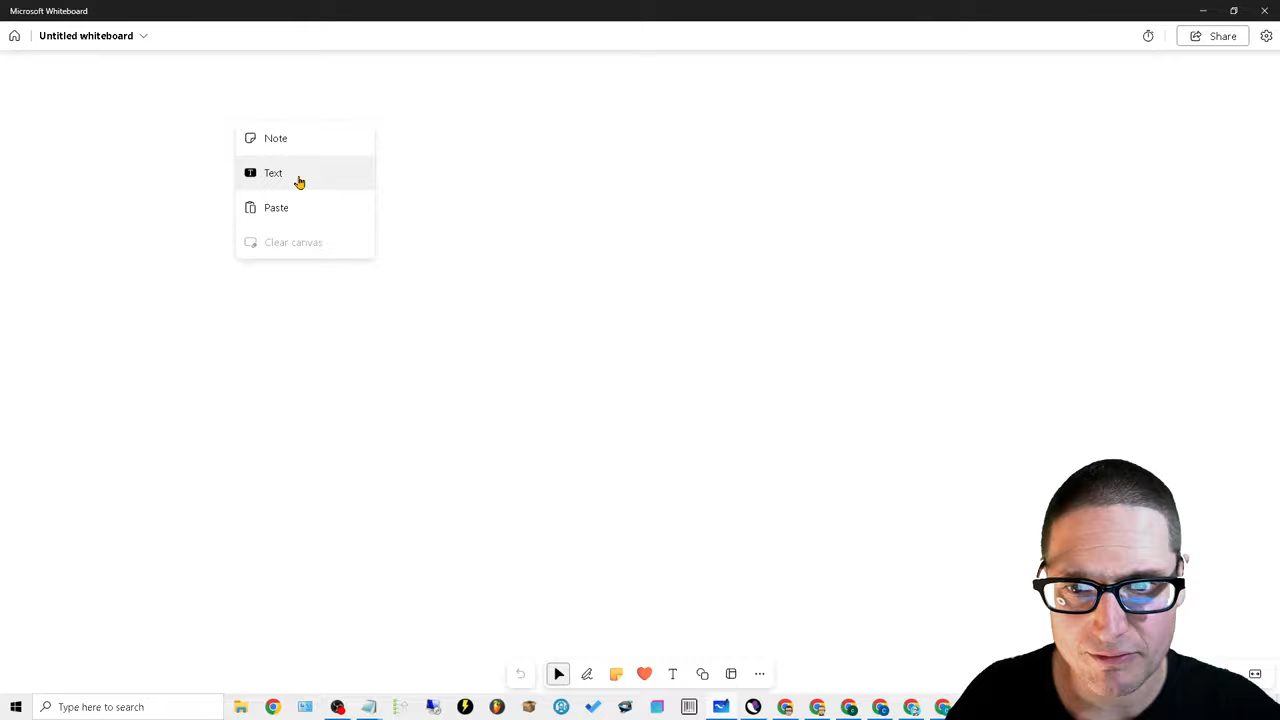 Microsoft Whiteboard
Untitled whiteboard
Share
Note
Text
Paste
Clear canvas
Type here to search